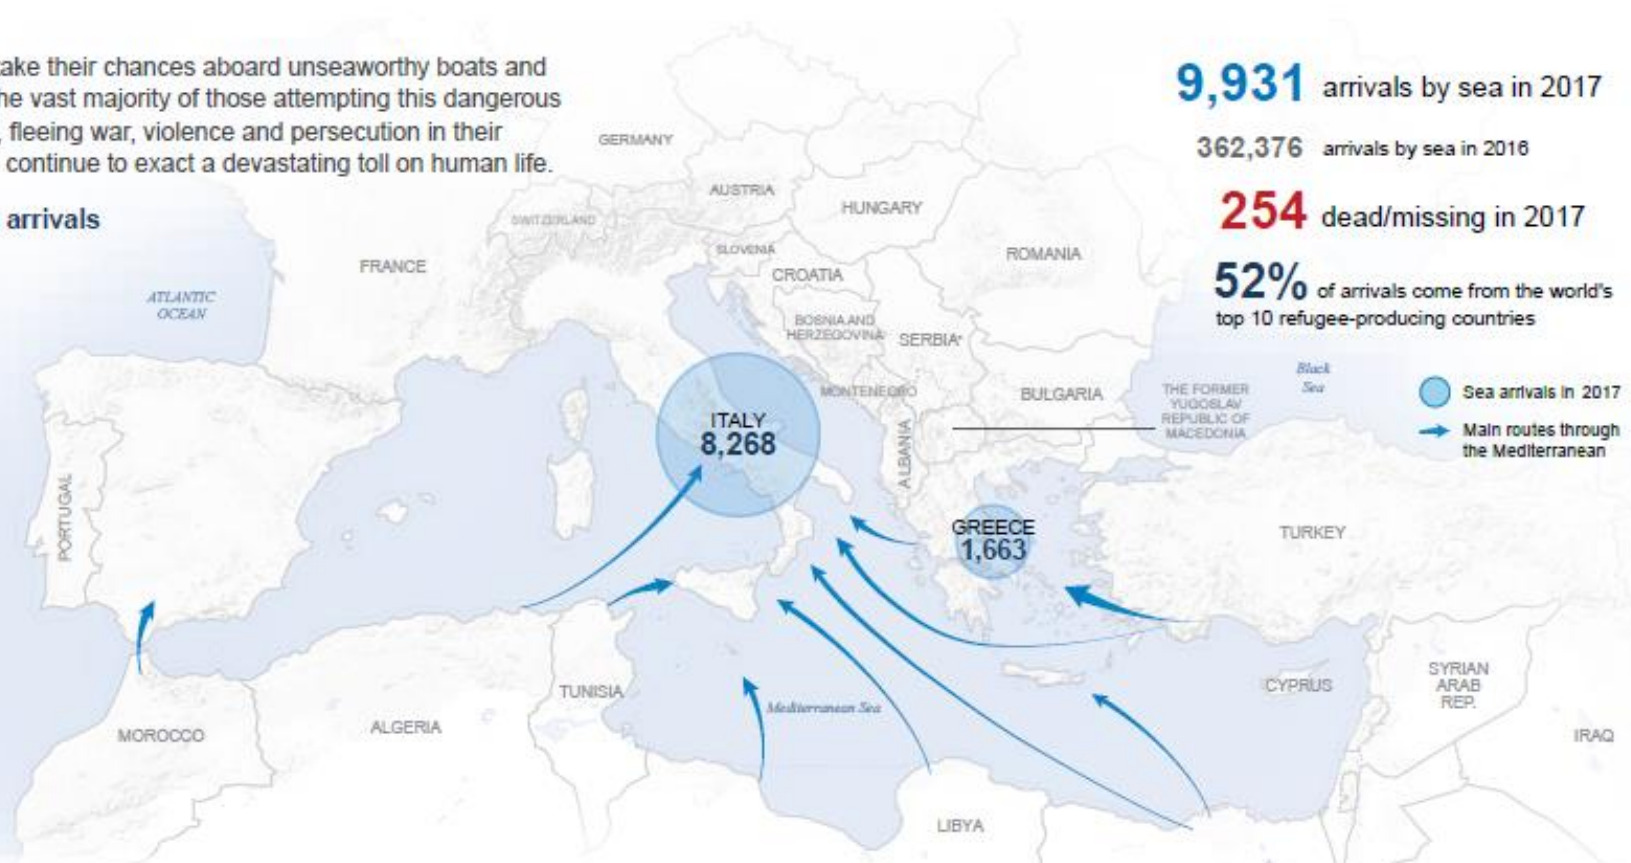 ake their chances aboard unseaworthy boats and
he vast majority of those attempting this dangerous
, fleeing war, violence and persecution in their
continue to exact a devastating toll on human life.
arrivals
9,931 arrivals by sea in 2017
362,376 arrivals by sea in 2016
254 dead/missing in 2017
52% of arrivals come from the world's
top 10 refugee-producing countries
Sea arrivals in 2017
Main routes through
the Mediterranean
GERMANY
AUSTRIA
HUNGARY
SWITZERLAND
SLOVENIA
ROMANIA
FRANCE
CROATIA
ATLANTIC
OCEAN
BOSNIA AND
HERZEGOVINA
SERBIA*
Black
Sea
MONTENEGRO
BULGARIA
THE FORMER
YUGOSLAV
REPUBLIC OF
MACEDONIA
ITALY
8,268
ALBANIA
PORTUGAL
GREECE
1,663
TURKEY
TUNISIA
Mediterranean Sea
CYPRUS
SYRIAN
ARAB
REP.
MOROCCO
ALGERIA
IRAQ
LIBYA